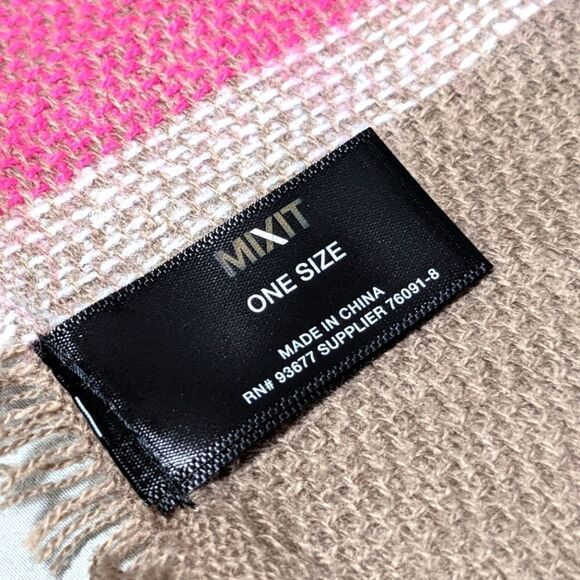 MIXIT
ONE SIZE
MADE IN CHINA
RN# 93677 SUPPLIER 76091-8